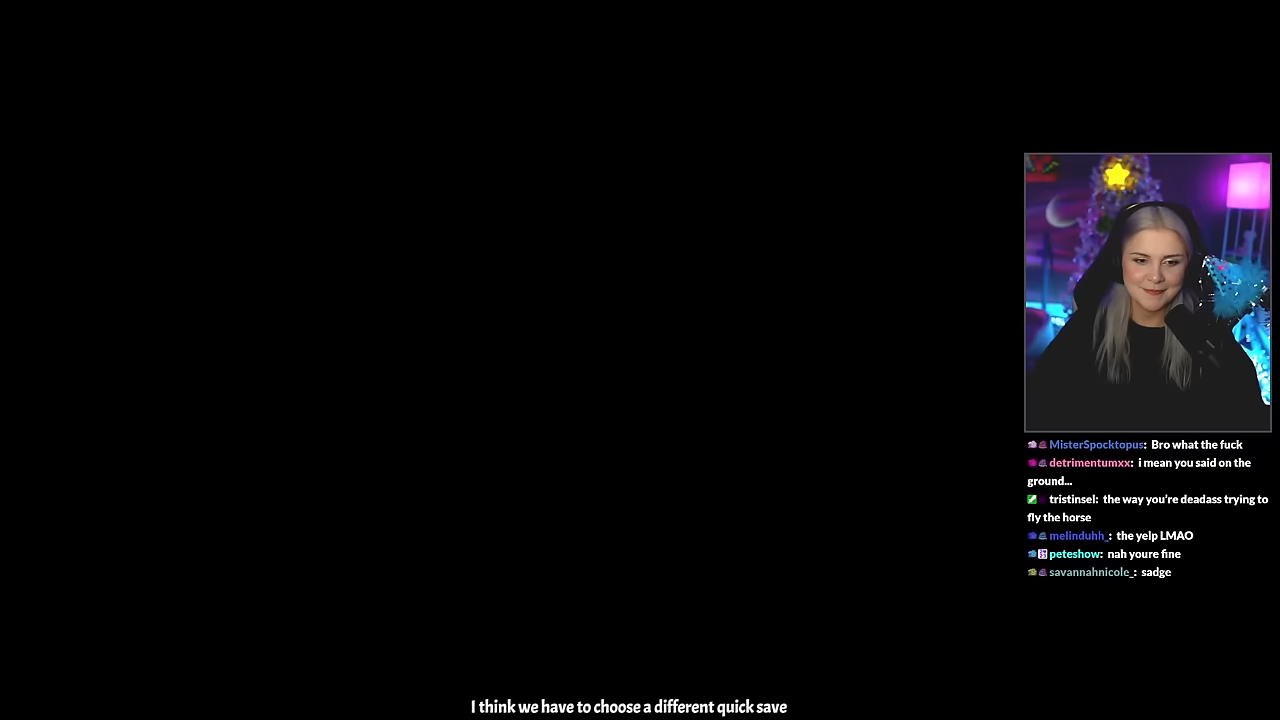 MisterSpocktopus: Bro what the fuck
detrimentumxx: i mean you said on the
ground...
tristinsel: the way you're deadass trying to
fly the horse
melinduhh_: the yelp LMAO
peteshow: nah youre fine
savannahnicole_: sadge
I think we have to choose a different quick save